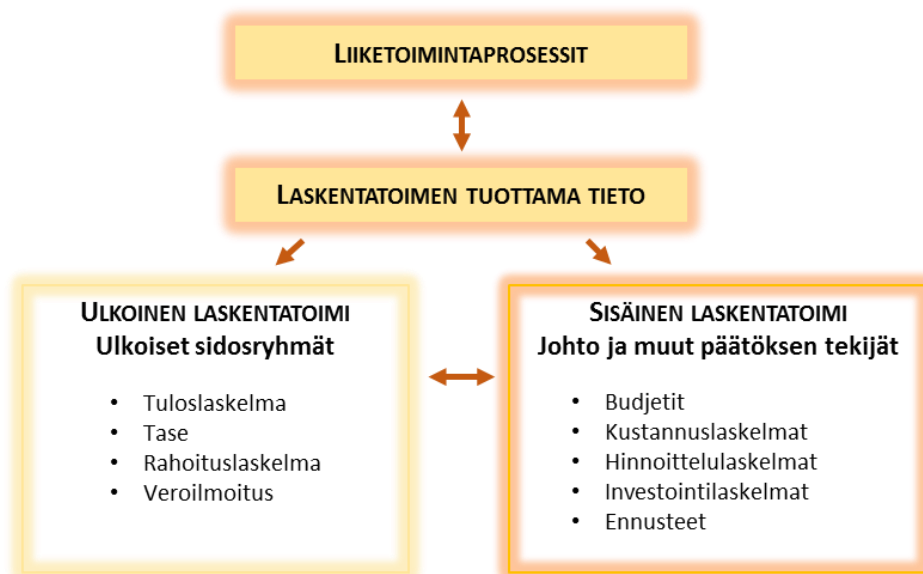 LIIKETOIMINTAPROSESSIT
LASKENTATOIMEN TUOTTAMA TIETO
ULKOINEN LASKENTATOIMI
Ulkoiset sidosryhmät
• Tuloslaskelma
• Tase
• Rahoituslaskelma
• Veroilmoitus
SISÄINEN LASKENTATOIMI
Johto ja muut päätöksen tekijät
• Budjetit
• Kustannuslaskelmat
• Hinnoittelulaskelmat
• Investointilaskelmat
• Ennusteet